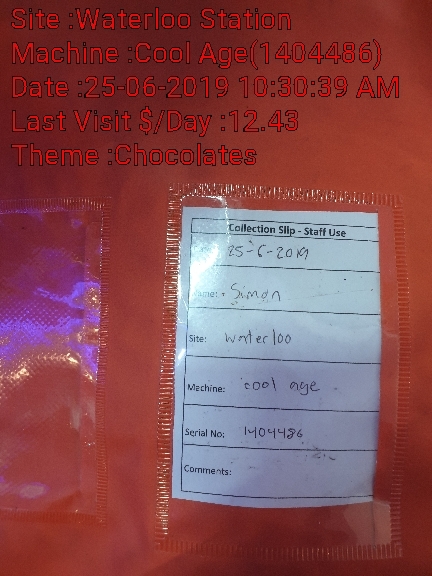 Site :Waterloo Station
Machine :Cool Age(1404486)
Date :25-06-2019 10:30:39 AM
Last Visit $/Day :12.43
Theme :Chocolates
Collection Slip - Staff Use
25-6-2019
Name: Simon
Site: Waterloo
Machine: cool age
Serial No: 1404486
Comments: